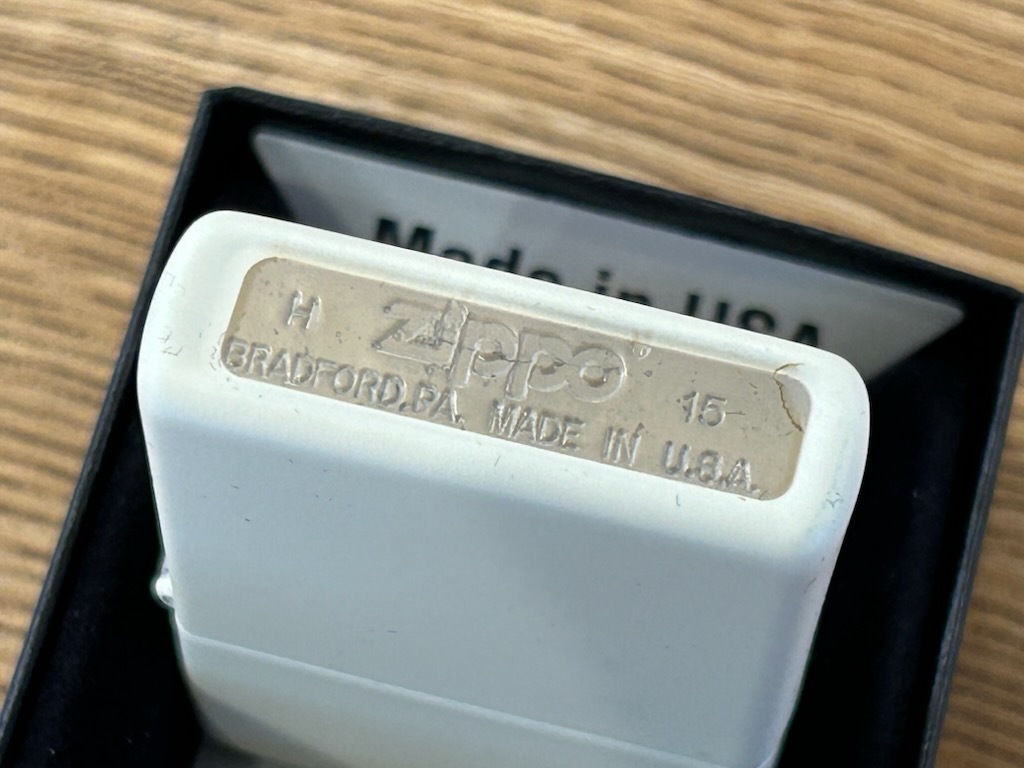 Made in USA
H Zippo ® 15
BRADFORD,PA. MADE IN U.S.A.